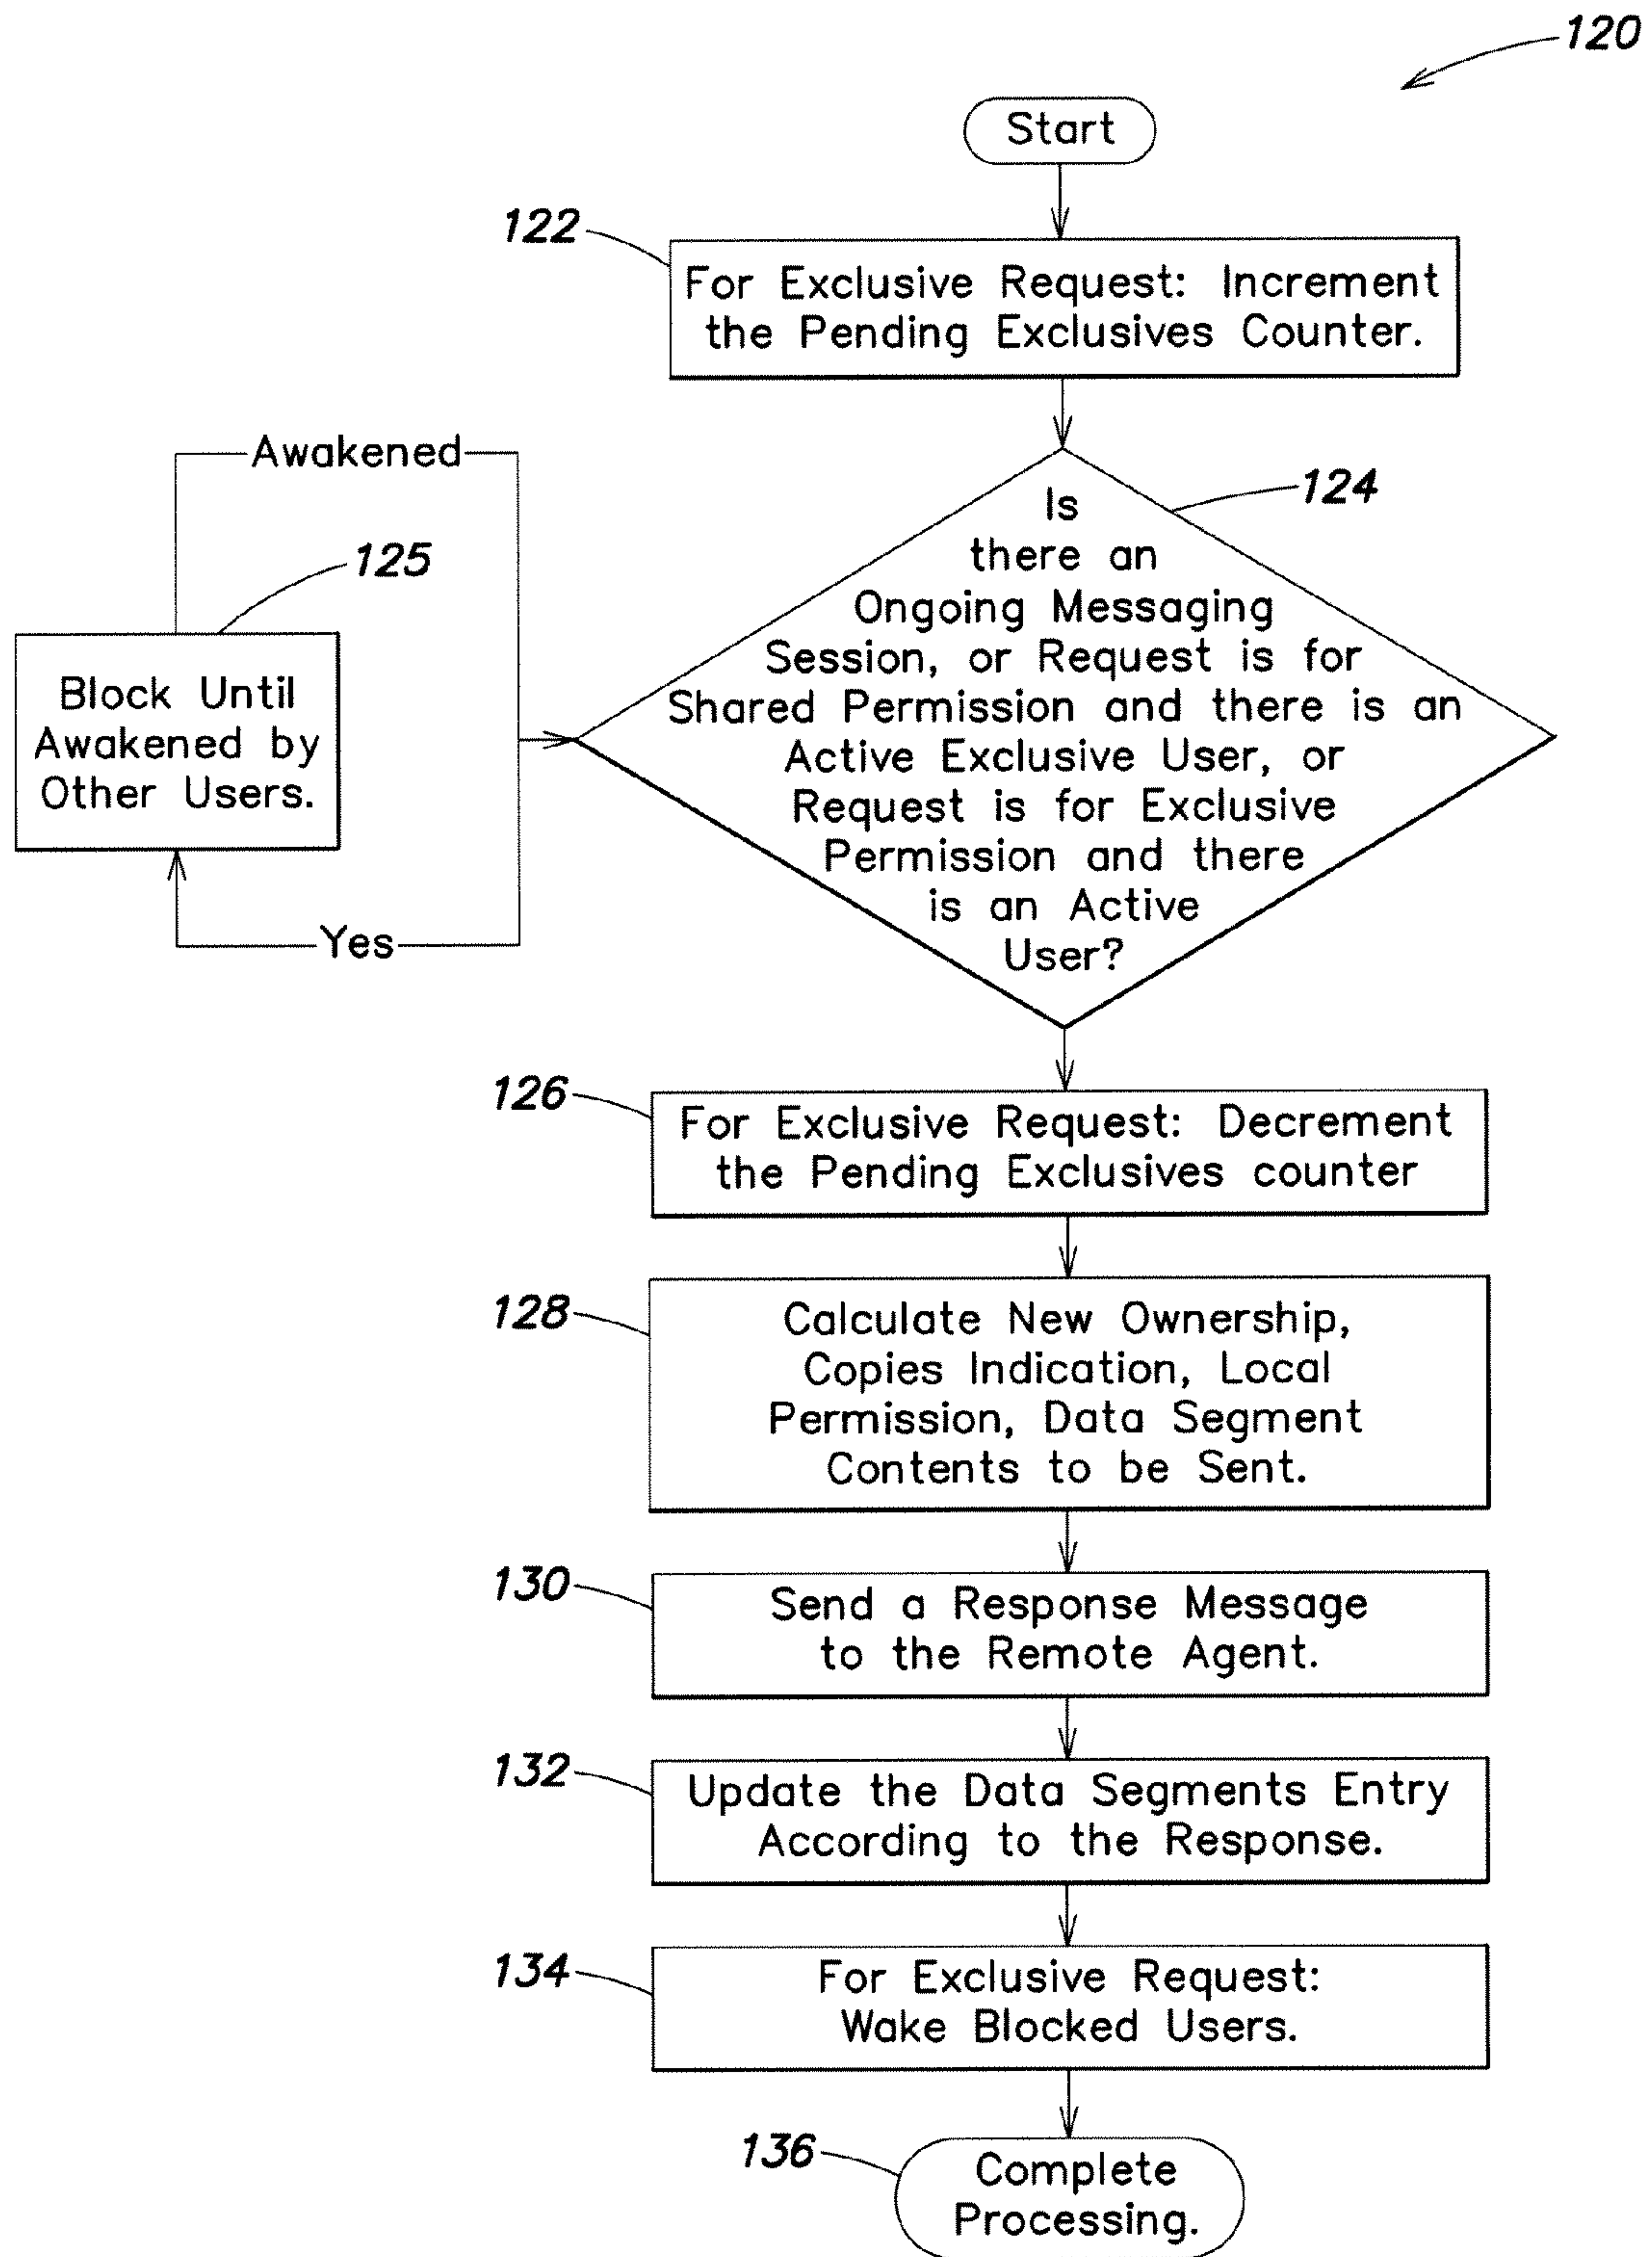 120
Start
122
For Exclusive Request: Increment
the Pending Exclusives Counter.
Awakened
124
Is
there an
Ongoing Messaging
Session, or Request is for
Shared Permission and there is an
Active Exclusive User, or
Request is for Exclusive
Permission and there
is an Active
User?
125
Block Until
Awakened by
Other Users.
Yes
126
For Exclusive Request: Decrement
the Pending Exclusives counter
128
Calculate New Ownership,
Copies Indication, Local
Permission, Data Segment
Contents to be Sent.
130
Send a Response Message
to the Remote Agent.
132
Update the Data Segments Entry
According to the Response.
134
For Exclusive Request:
Wake Blocked Users.
136
Complete
Processing.